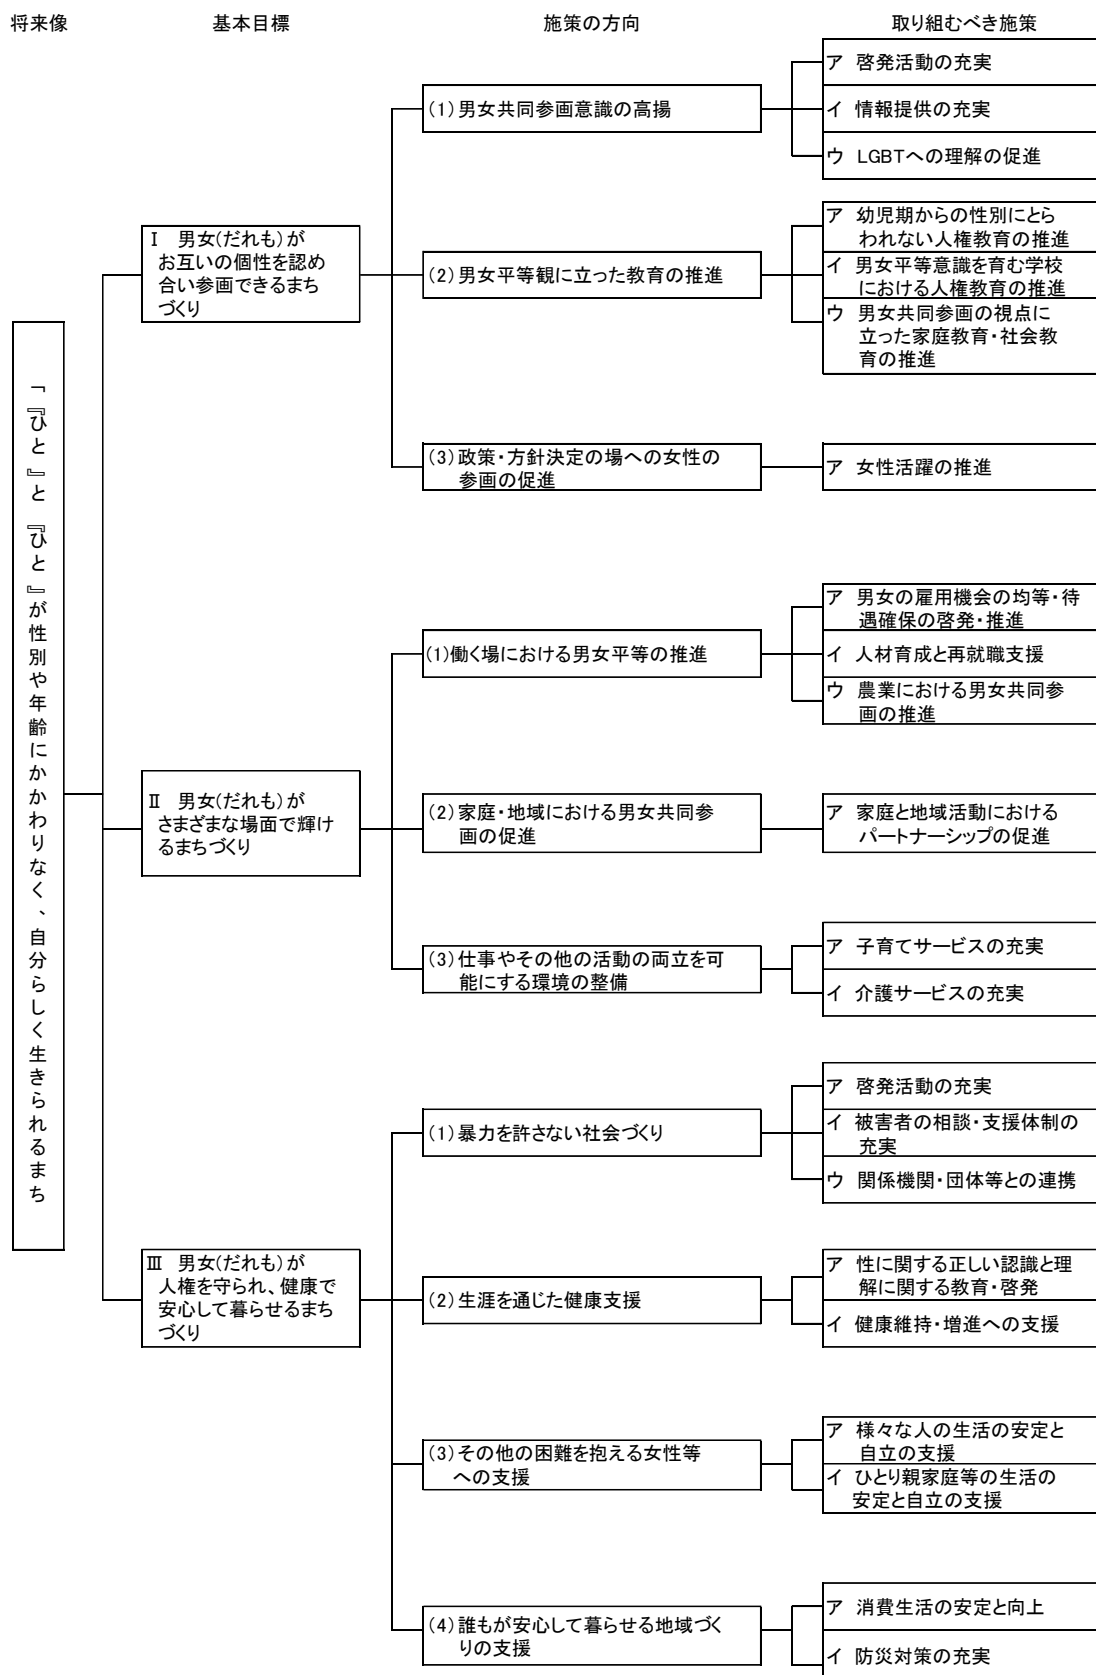 将来像 基本目標 施策の方向 取り組むべき施策
「『ひと』と『ひと』が性別や年齢にかかわりなく、自分らしく生きられるまち
Ⅰ 男女(だれも)が
お互いの個性を認め
合い参画できるまち
づくり
(1)男女共同参画意識の高揚
ア 啓発活動の充実
イ 情報提供の充実
ウ LGBTへの理解の促進
(2)男女平等観に立った教育の推進
ア 幼児期からの性別にとら
われない人権教育の推進
イ 男女平等意識を育む学校
における人権教育の推進
ウ 男女共同参画の視点に
立った家庭教育・社会教
育の推進
(3)政策・方針決定の場への女性の
参画の促進
ア 女性活躍の推進
Ⅱ 男女(だれも)が
さまざまな場面で輝け
るまちづくり
(1)働く場における男女平等の推進
ア 男女の雇用機会の均等・待
遇確保の啓発・推進
イ 人材育成と再就職支援
ウ 農業における男女共同参
画の推進
(2)家庭・地域における男女共同参
画の促進
ア 家庭と地域活動における
パートナーシップの促進
(3)仕事やその他の活動の両立を可
能にする環境の整備
ア 子育てサービスの充実
イ 介護サービスの充実
Ⅲ 男女(だれも)が
人権を守られ、健康で
安心して暮らせるまち
づくり
(1)暴力を許さない社会づくり
ア 啓発活動の充実
イ 被害者の相談・支援体制の
充実
ウ 関係機関・団体等との連携
(2)生涯を通じた健康支援
ア 性に関する正しい認識と理
解に関する教育・啓発
イ 健康維持・増進への支援
(3)その他の困難を抱える女性等
への支援
ア 様々な人の生活の安定と
自立の支援
イ ひとり親家庭等の生活の
安定と自立の支援
(4)誰もが安心して暮らせる地域づく
りの支援
ア 消費生活の安定と向上
イ 防災対策の充実